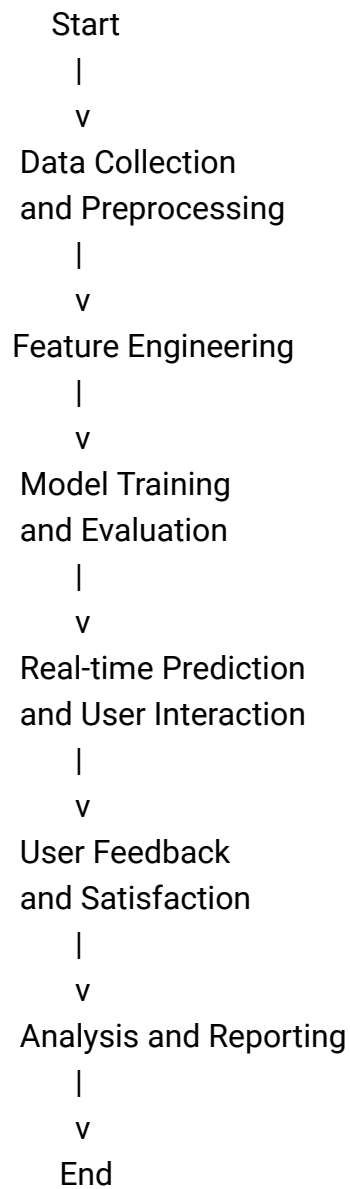 Start
|
v
Data Collection
and Preprocessing
|
v
Feature Engineering
|
v
Model Training
and Evaluation
|
v
Real-time Prediction
and User Interaction
|
v
User Feedback
and Satisfaction
|
v
Analysis and Reporting
|
v
End